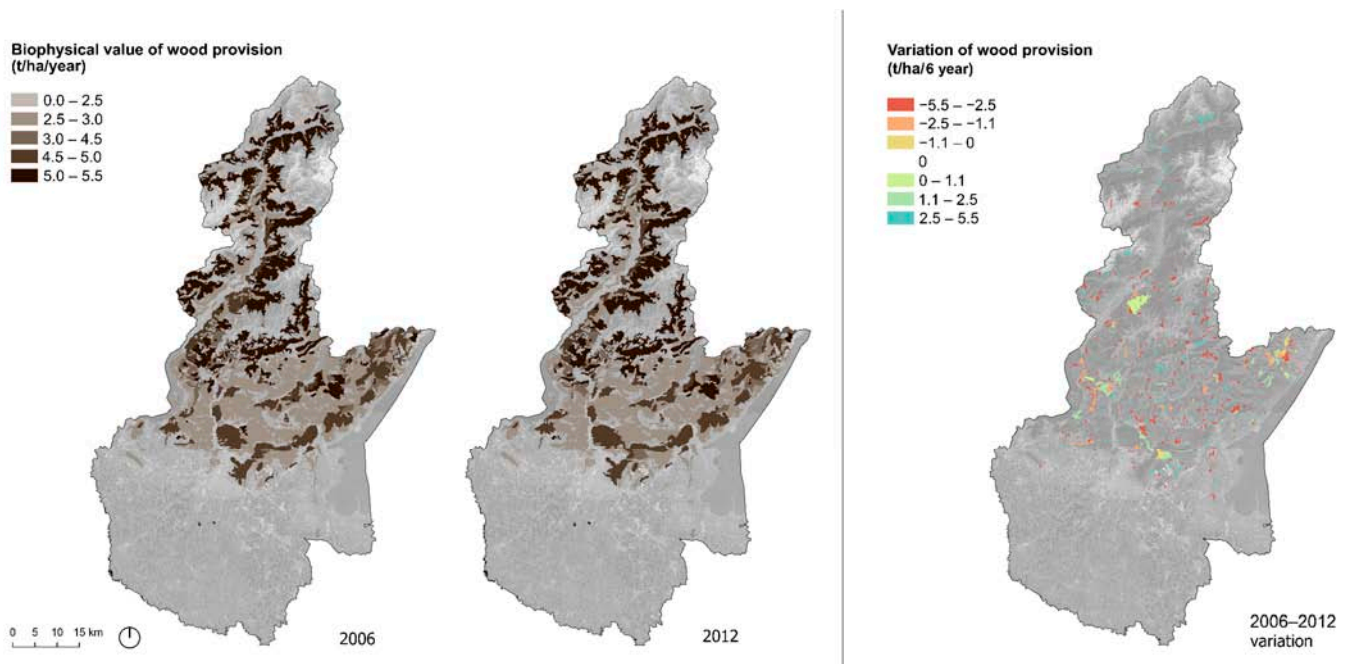 Biophysical value of wood provision
(t/ha/year)
0.0 – 2.5
2.5 – 3.0
3.0 – 4.5
4.5 – 5.0
5.0 – 5.5
0 5 10 15 km
2006
2012
Variation of wood provision
(t/ha/6 year)
−5.5 – −2.5
−2.5 – −1.1
−1.1 – 0
0
0 – 1.1
1.1 – 2.5
2.5 – 5.5
2006–2012
variation